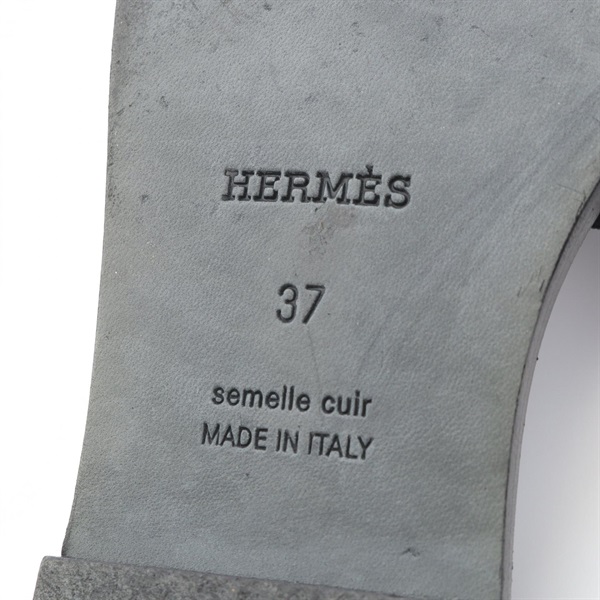 HERMÈS
37
semelle cuir
MADE IN ITALY